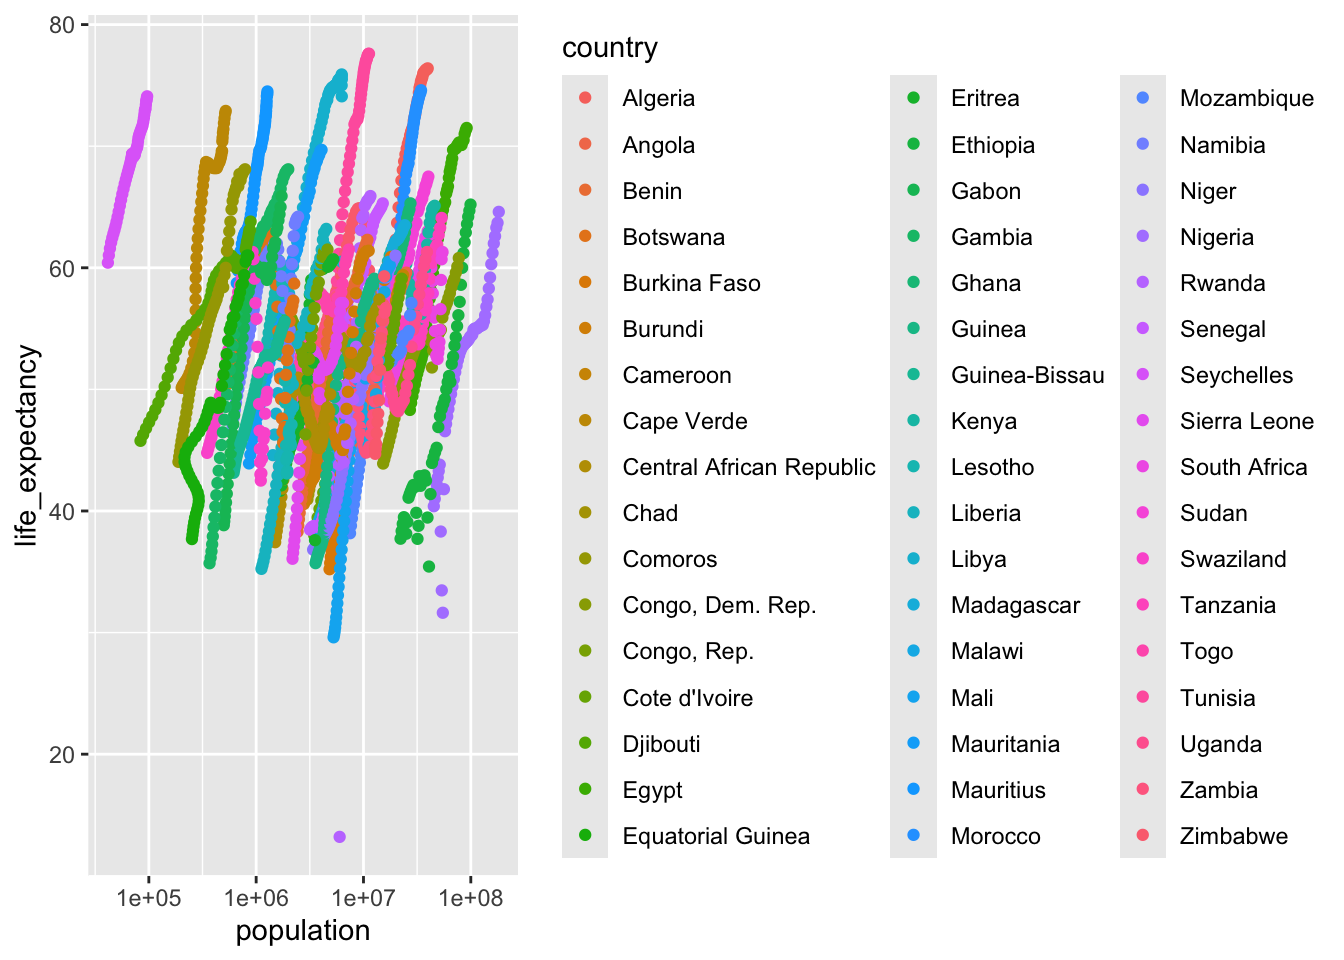 80
60
40
20
life_expectancy
1e+05
1e+06
1e+07
1e+08
population
country
Algeria
Angola
Benin
Botswana
Burkina Faso
Burundi
Cameroon
Cape Verde
Central African Republic
Chad
Comoros
Congo, Dem. Rep.
Congo, Rep.
Cote d'Ivoire
Djibouti
Egypt
Equatorial Guinea
Eritrea
Ethiopia
Gabon
Gambia
Ghana
Guinea
Guinea-Bissau
Kenya
Lesotho
Liberia
Libya
Madagascar
Malawi
Mali
Mauritania
Mauritius
Morocco
Mozambique
Namibia
Niger
Nigeria
Rwanda
Senegal
Seychelles
Sierra Leone
South Africa
Sudan
Swaziland
Tanzania
Togo
Tunisia
Uganda
Zambia
Zimbabwe